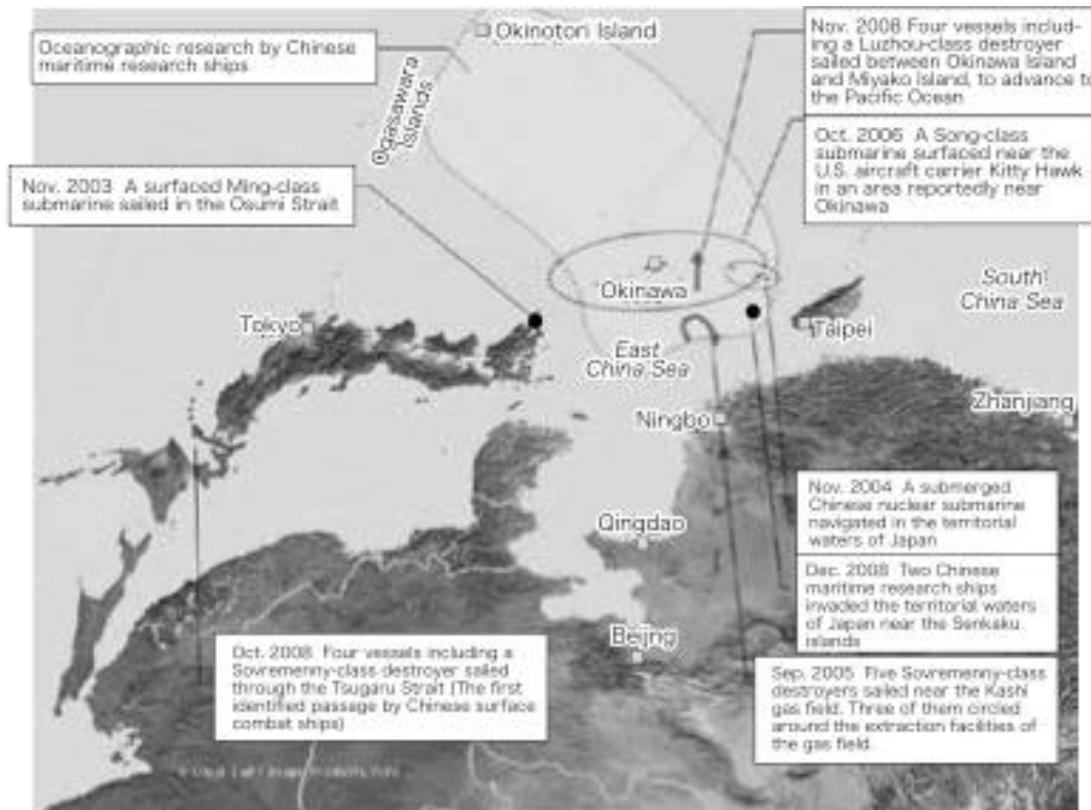 Okinotori Island
Oceanographic research by Chinese
maritime research ships
Ogasawara
Islands
Nov. 2008 Four vessels includ-
ing a Luzhou-class destroyer
sailed between Okinawa Island
and Miyako Island, to advance to
the Pacific Ocean
Oct. 2006 A Song-class
submarine surfaced near the
U.S. aircraft carrier Kitty Hawk
in an area reportedly near
Okinawa
Nov. 2003 A surfaced Ming-class
submarine sailed in the Osumi Strait
Okinawa
South
China Sea
Tokyo
Taipei
East
China Sea
Ningbo
Zhanjiang
Qingdao
Nov. 2004 A submerged
Chinese nuclear submarine
navigated in the territorial
waters of Japan
Dec. 2008 Two Chinese
maritime research ships
invaded the territorial waters
of Japan near the Senkaku
islands
Beijng
Oct. 2008 Four vessels including a
Sovremenny-class destroyer sailed
through the Tsugaru Strait (The first
identified passage by Chinese surface
combat ships)
Sep. 2005 Five Sovremenny-class
destroyers sailed near the Kashi
gas field. Three of them circled
around the extraction facilities of
the gas field.